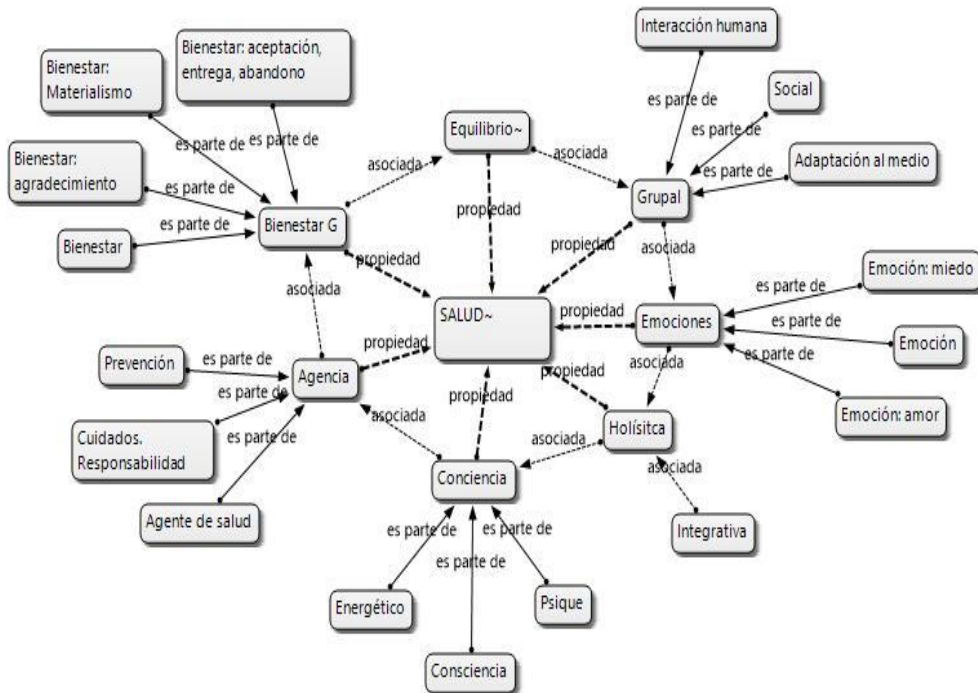 Interacción humana
Bienestar: aceptación,
entrega, abandono
Bienestar:
Materialismo
Social
es parte de
Equilibrio~
es parte de
es parte de
es parte de
asociada
asociada
Adaptación al medio
Bienestar:
agradecimiento
es parte de
es parte de
Grupal
es parte de
propiedad
Bienestar G
Bienestar
asociada
propiedad
propiedad
Emoción: miedo
es parte de
asociada
SALUD~
propiedad
Emociones
es parte de
Emoción
propiedad
Prevención
es parte de
asociada
es parte de
Agencia
propiedad
es parte de
propiedad
Emoción: amor
Cuidados.
Responsabilidad
es parte de
Holísitca
asociada
asociada
asociada
Conciencia
Agente de salud
es parte de
es parte de
Integrativa
es parte de
Energético
Psique
Consciencia